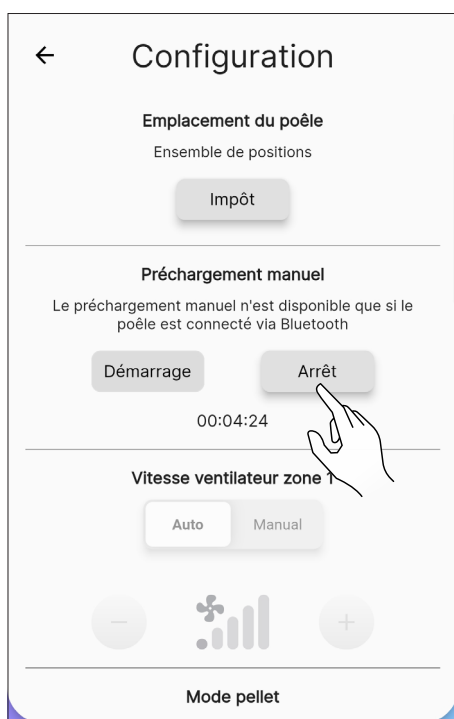 Configuration
Emplacement du poêle
Ensemble de positions
Impôt
Préchargement manuel
Le préchargement manuel n'est disponible que si le
poêle est connecté via Bluetooth
Démarrage Arrêt
00:04:24
Vitesse ventilateur zone 1
Auto Manual
Mode pellet